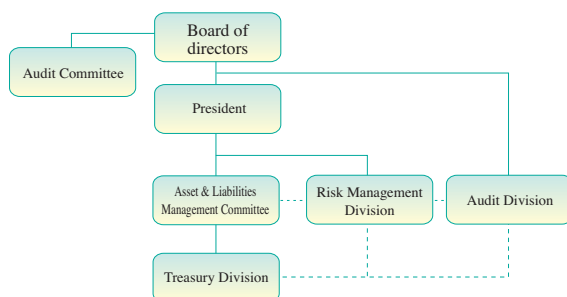 Board of
directors
Audit Committee
President
Asset & Liabilities
Management Committee
Risk Management
Division
Audit Division
Treasury Division